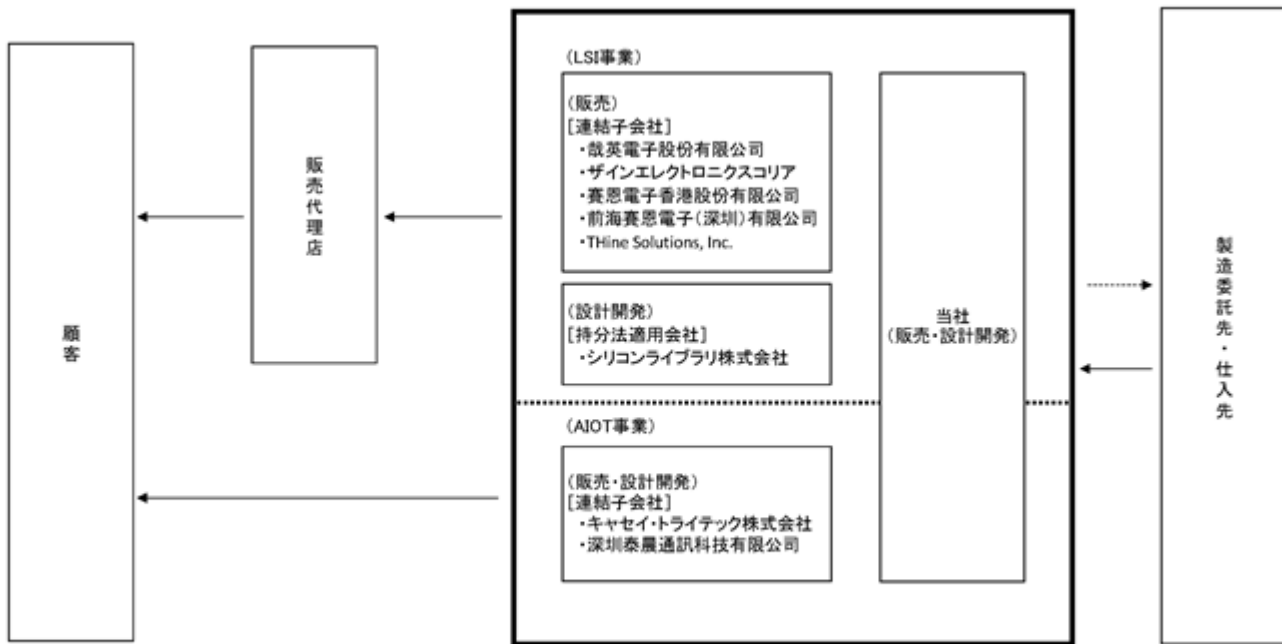 顧客
販売代理店
(LSI事業)
(販売)
[連結子会社]
・哉英電子股份有限公司
・ザインエレクトロニクスコリア
・賽恩電子香港股份有限公司
・前海賽恩電子(深圳)有限公司
・THine Solutions, Inc.
(設計開発)
[持分法適用会社]
・シリコンライブラリ株式会社
(AIOT事業)
(販売・設計開発)
[連結子会社]
・キャセイ・トライテック株式会社
・深圳泰晨通訊科技有限公司
当社
(販売・設計開発)
製造委託先・仕入先